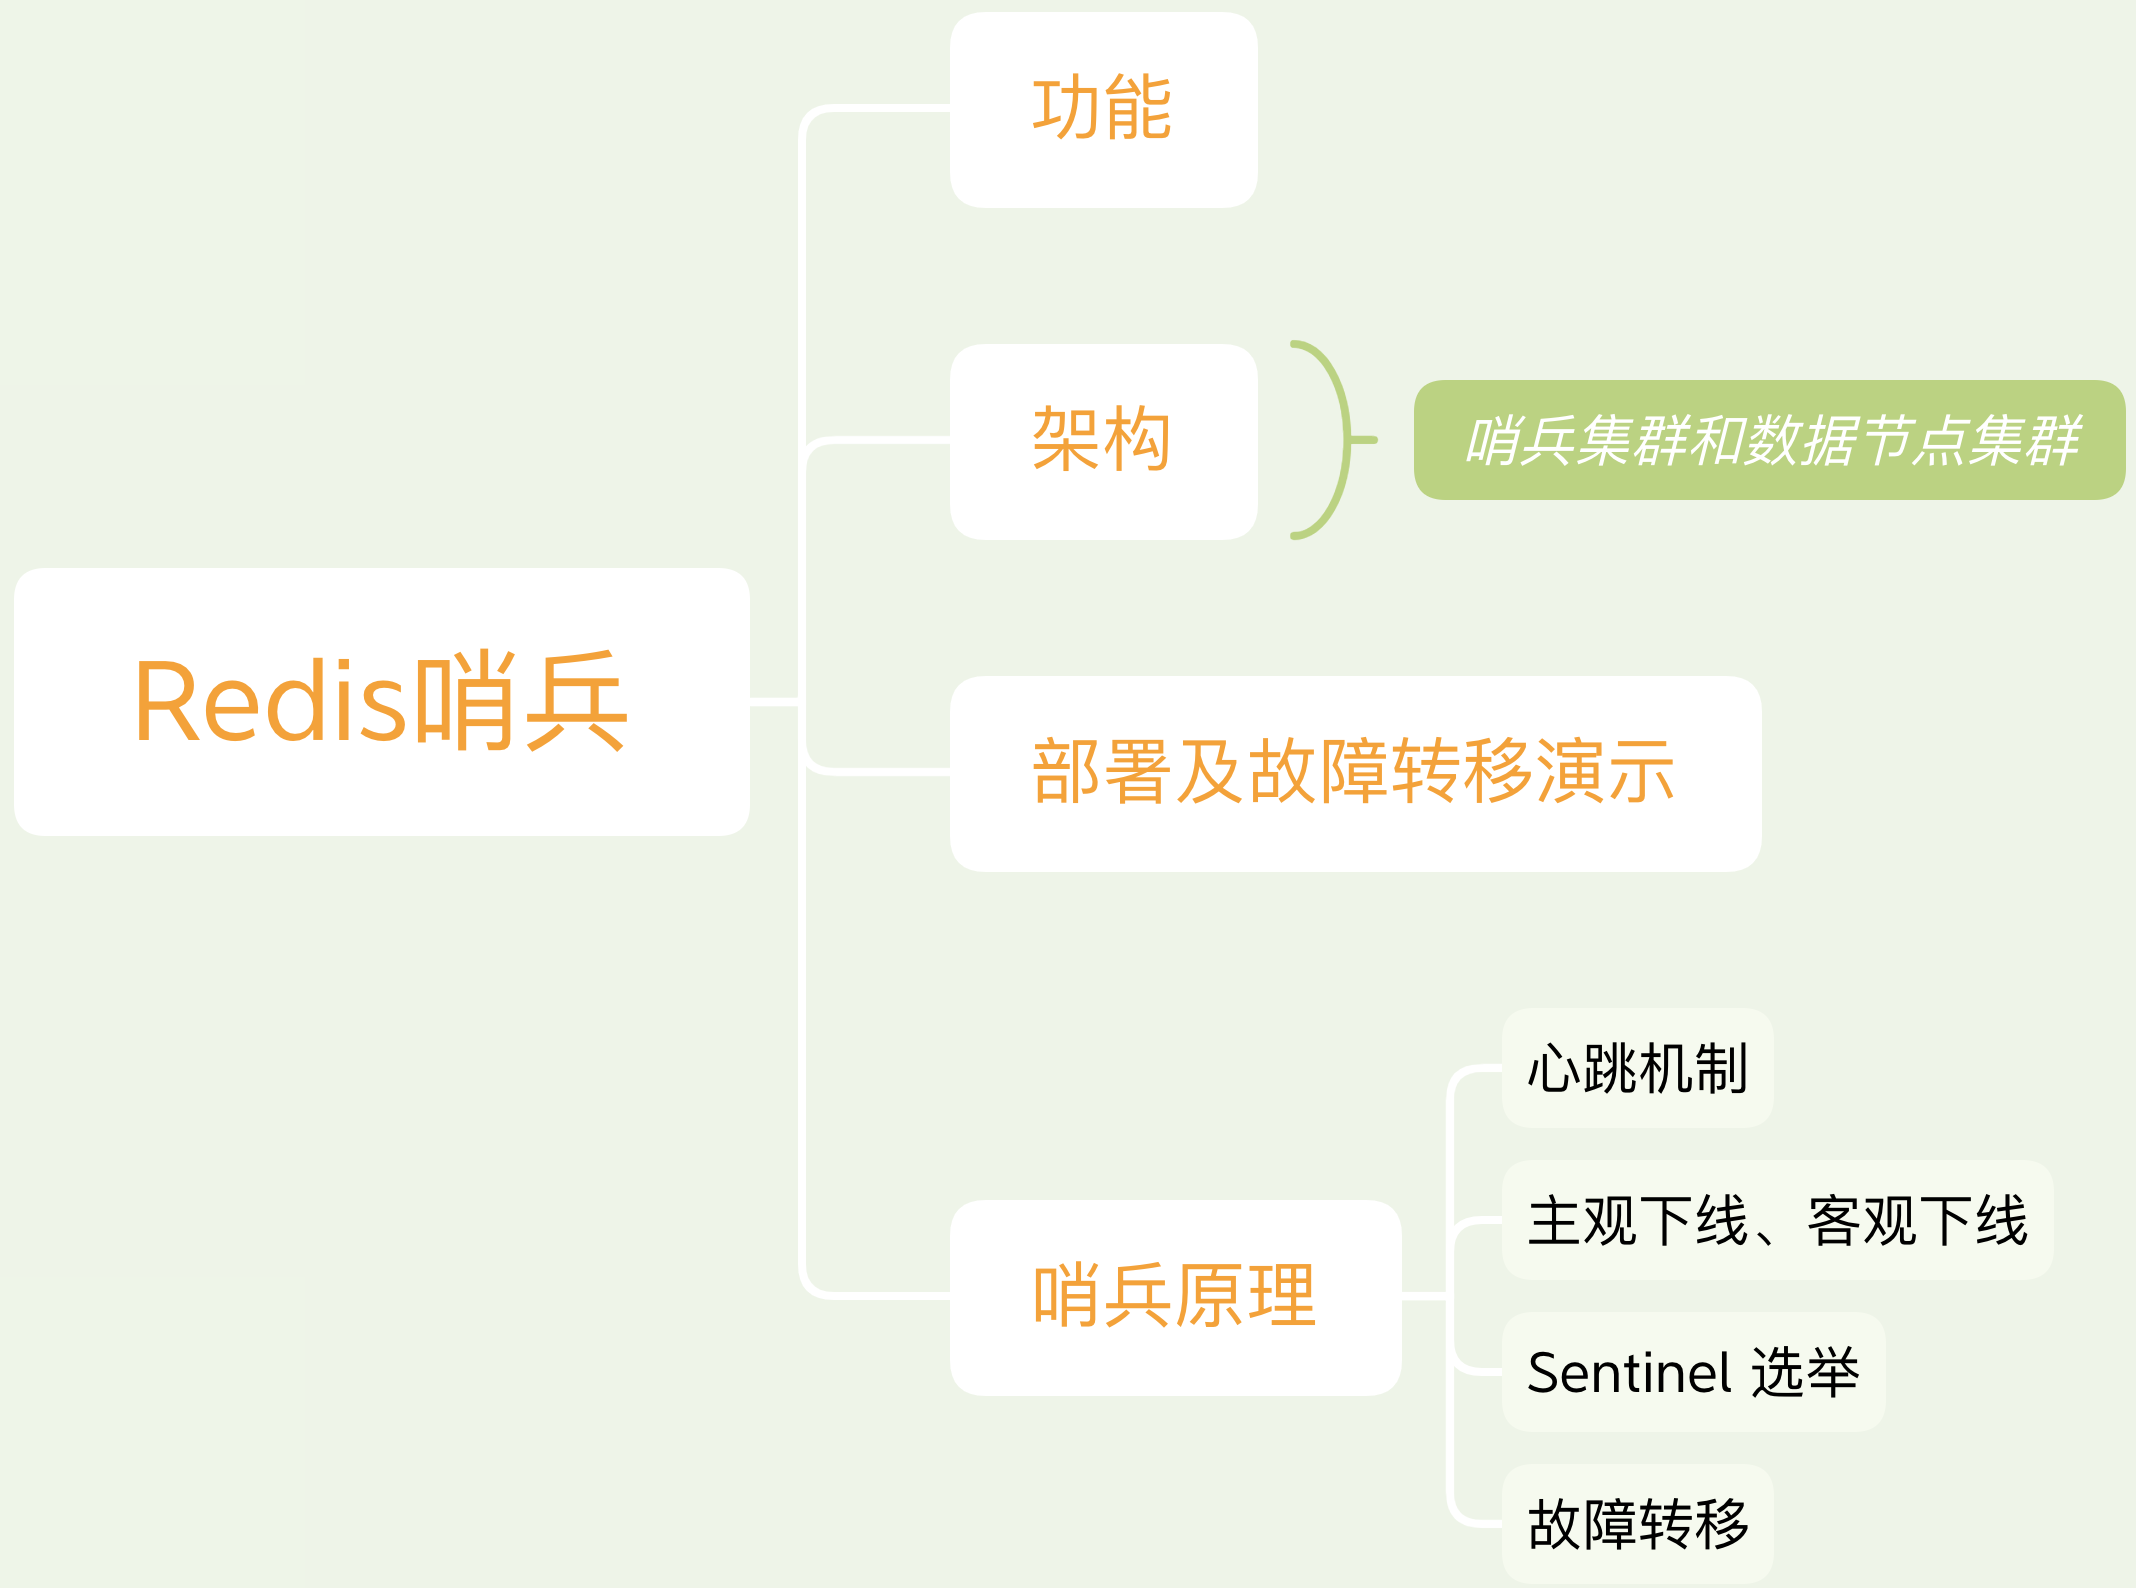 功能
架构
哨兵集群和数据节点集群
Redis哨兵
部署及故障转移演示
哨兵原理
心跳机制
主观下线、客观下线
Sentinel 选举
故障转移